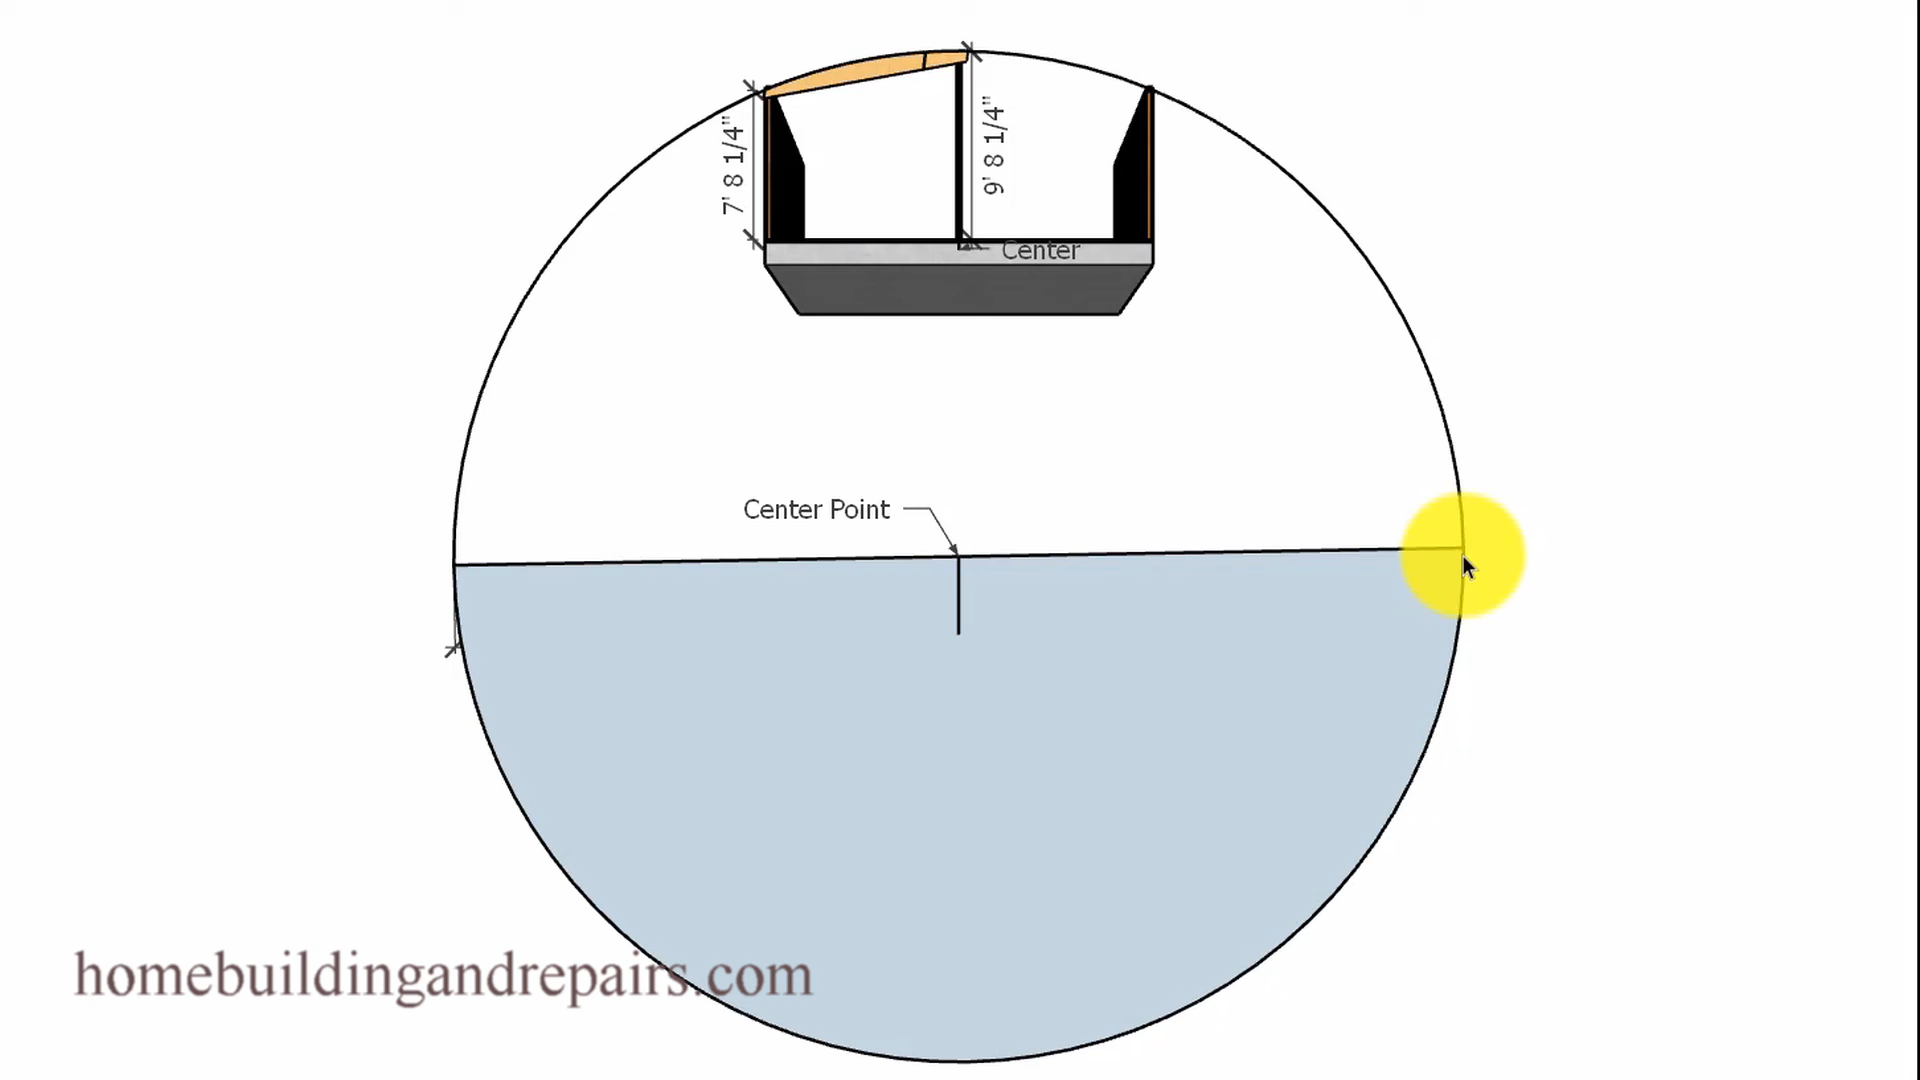 7' 8 1/4"
9' 8 1/4"
Center
Center Point
homebuildingandrepairs.com